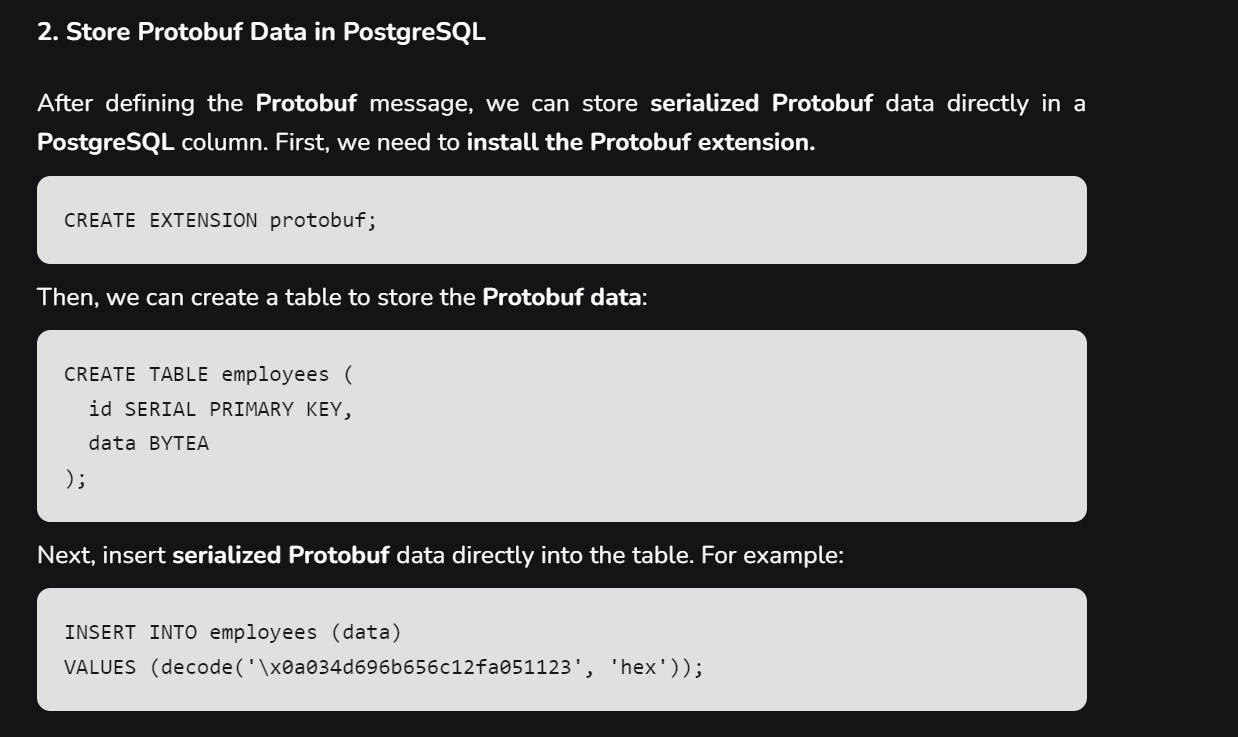 2. Store Protobuf Data in PostgreSQL
After defining the Protobuf message, we can store serialized Protobuf data directly in a
PostgreSQL column. First, we need to install the Protobuf extension.
CREATE EXTENSION protobuf;
Then, we can create a table to store the Protobuf data:
CREATE TABLE employees (
  id SERIAL PRIMARY KEY,
  data BYTEA
);
Next, insert serialized Protobuf data directly into the table. For example:
INSERT INTO employees (data)
VALUES (decode('\x0a034d696b656c12fa051123', 'hex'));